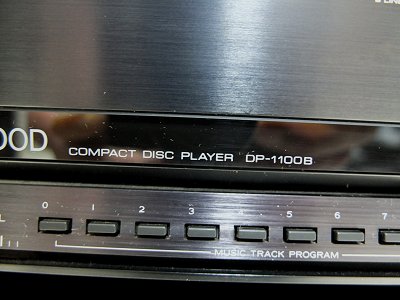 OOD COMPACT DISC PLAYER DP-1100B
0 1 2 3 4 5 6 7
MUSIC TRACK PROGRAM